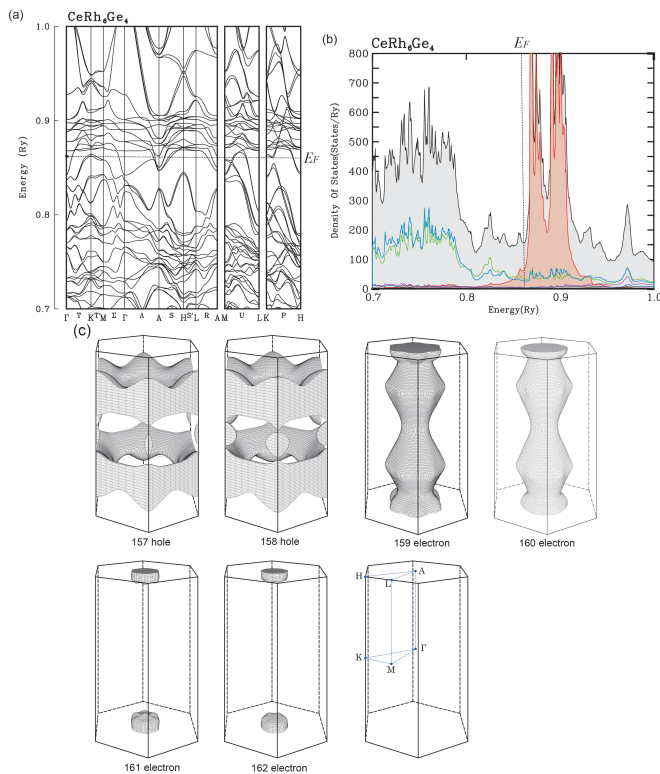 (a)
CeRh6Ge4
1.0
0.9
0.8
0.7
Energy (Ry)
EF
Γ T K T' M Σ Γ Δ A S H S' L R A M U L K P H
(b)
CeRh6Ge4
EF
800
700
600
500
400
300
200
100
0
Density Of States(States/Ry)
0.7 0.8 0.9 1.0
Energy(Ry)
(c)
157 hole
158 hole
159 electron
160 electron
H
L
A
K
M
Γ
161 electron
162 electron